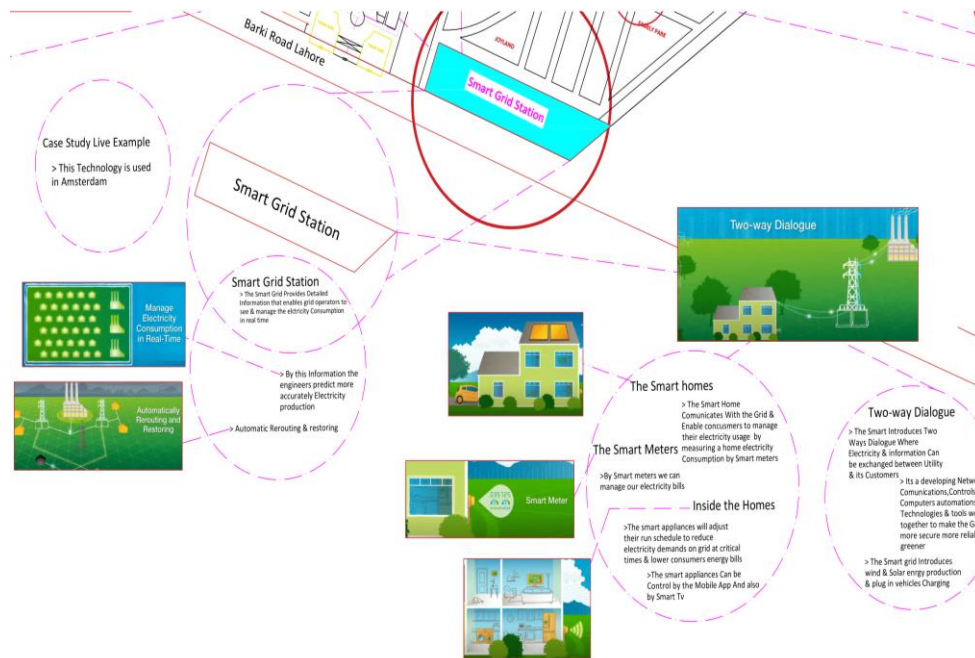 Barki Road Lahore
JOYLAND
FAMILY PARK
Smart Grid Station
Case Study Live Example
> This Technology is used
in Amsterdam
Smart Grid Station
Smart Grid Station
> The Smart Grid Provides Detailed
Information that enables grid operators to
see & manage the elctricity Consumption
in real time
Manage
Electricity
Consumption
in Real-Time
> By this Information the
engineers predict more
accurately Electricity
production
Automatically
Rerouting and
Restoring
> Automatic Rerouting & restoring
Two-way Dialogue
The Smart homes
> The Smart Home
Comunicates With the Grid &
Enable concusmers to manage
their electricity usage by
measuring a home electricity
Consumption by Smart meters
The Smart Meters
>By Smart meters we can
manage our electricity bills
Smart Meter
Inside the Homes
>The smart appliances will adjust
their run schedule to reduce
electricity demands on grid at critical
times & lower consumers energy bills
>The smart appliances Can be
Control by the Mobile App And also
by Smart Tv
Two-way Dialogue
> The Smart Introduces Two
Ways Dialogue Where
Electricity & information Can
be exchanged between Utility
& its Customers
> Its a developing Netw
Comunications,Controls
Computers automations
Technologies & tools wo
together to make the G
more secure more relia
greener
> The Smart grid Introduces
wind & Solar enrgy production
& plug in vehicles Charging